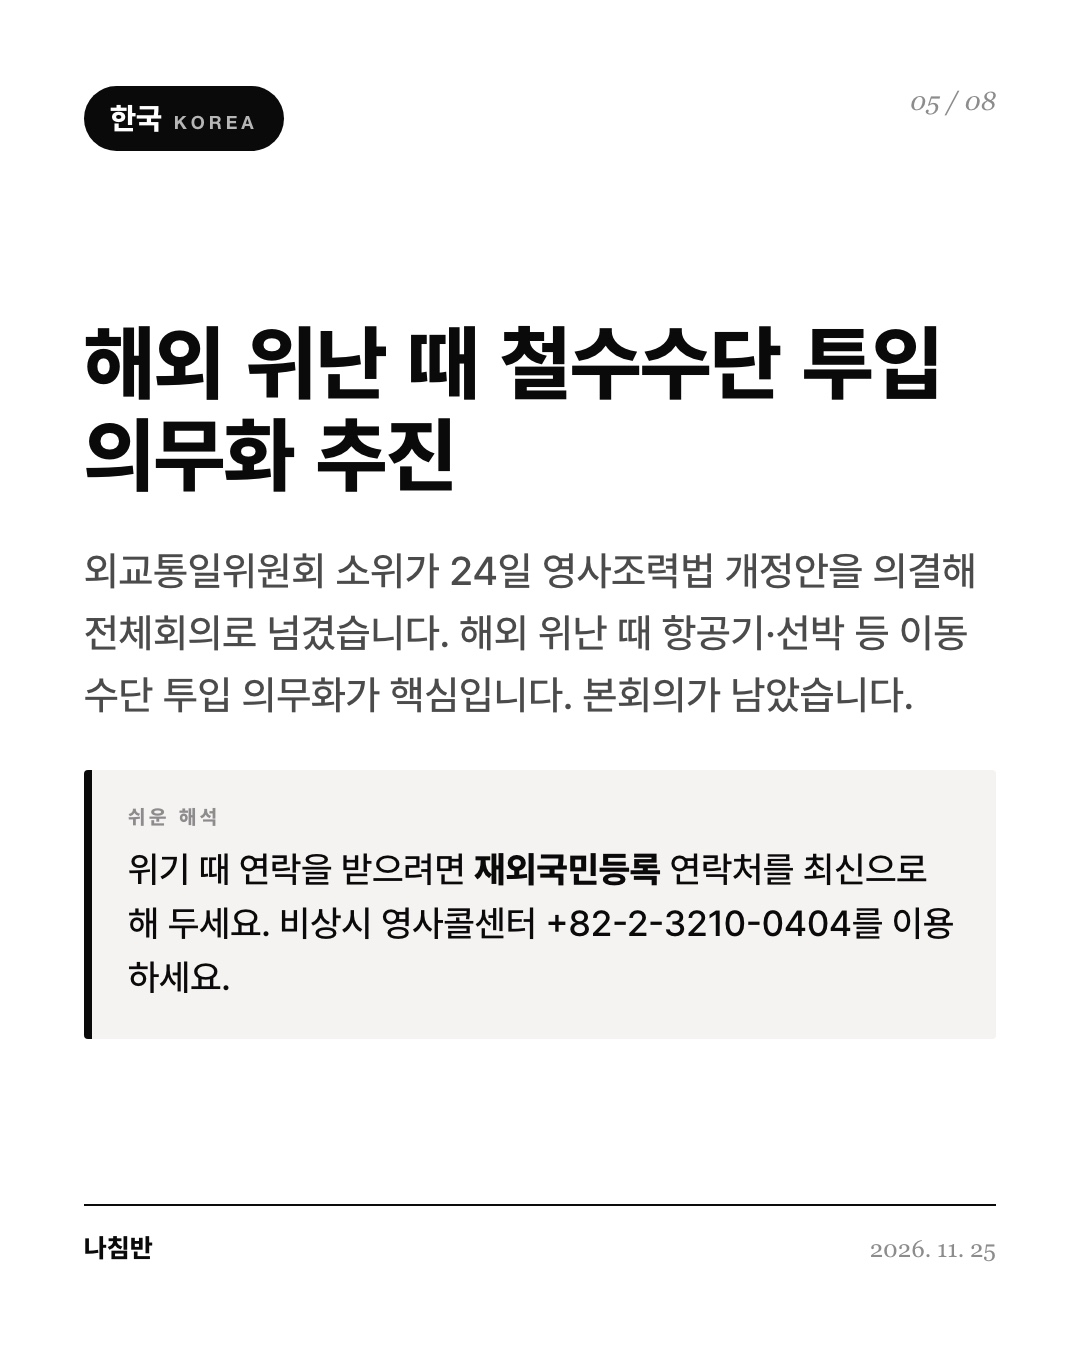 한국 KOREA
05 / 08
해외 위난 때 철수수단 투입
의무화 추진
외교통일위원회 소위가 24일 영사조력법 개정안을 의결해
전체회의로 넘겼습니다. 해외 위난 때 항공기·선박 등 이동
수단 투입 의무화가 핵심입니다. 본회의가 남았습니다.
쉬운 해석
위기 때 연락을 받으려면 재외국민등록 연락처를 최신으로
해 두세요. 비상시 영사콜센터 +82-2-3210-0404를 이용
하세요.
나침반
2026. 11. 25